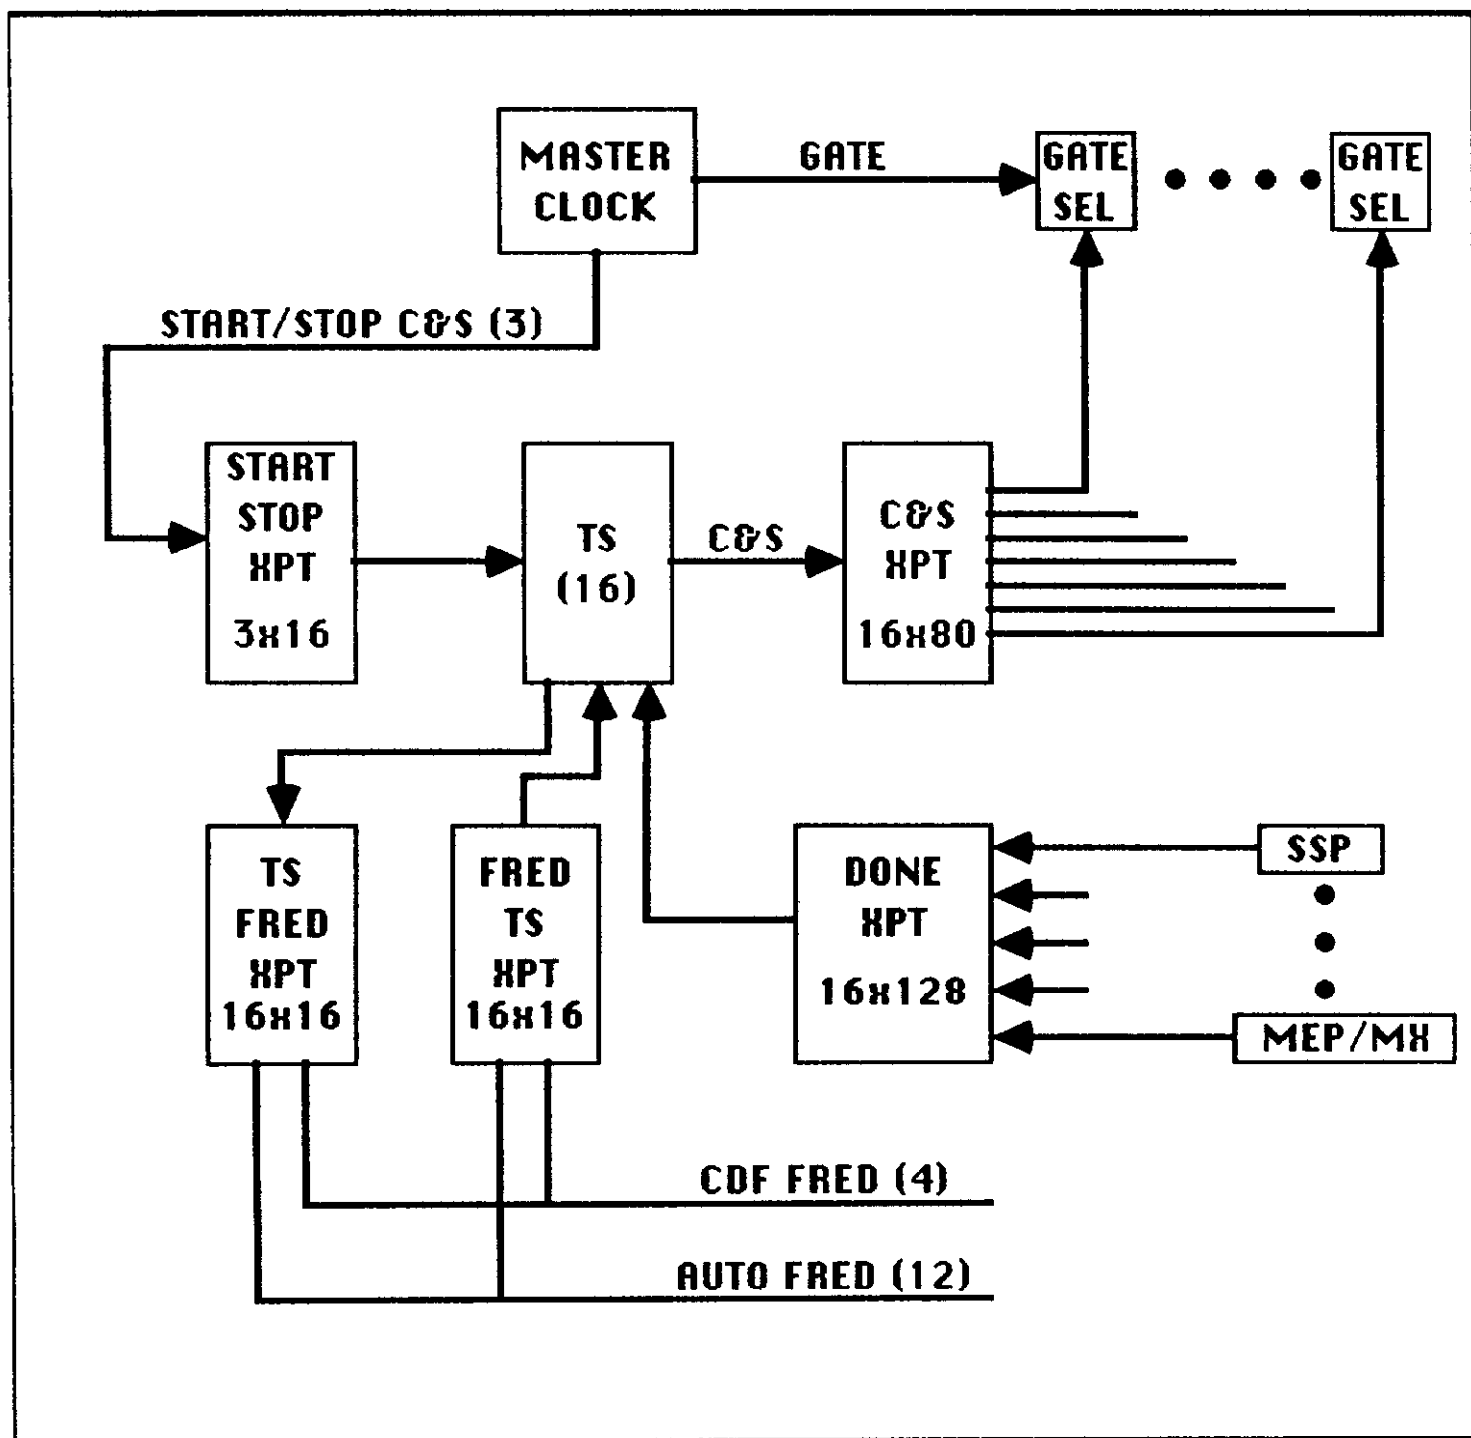 MASTER
CLOCK
GATE
GATE
SEL
GATE
SEL
START/STOP C&S (3)
START
STOP
XPT
3x16
TS
(16)
C&S
C&S
XPT
16x80
TS
FRED
XPT
16x16
FRED
TS
XPT
16x16
DONE
XPT
16x128
SSP
MEP/MX
CDF FRED (4)
AUTO FRED (12)